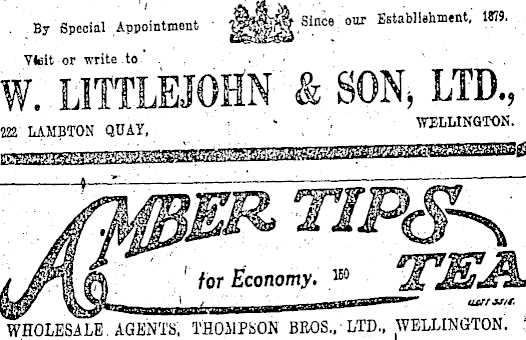 By Special Appointment Since our Establishment, 1879.
Visit or write to
W. LITTLEJOHN & SON, LTD.,
222 LAMBTON QUAY, WELLINGTON.
AMBER TIPS
TEA
for Economy. 150
WHOLESALE AGENTS, THOMPSON BROS., LTD., WELLINGTON.